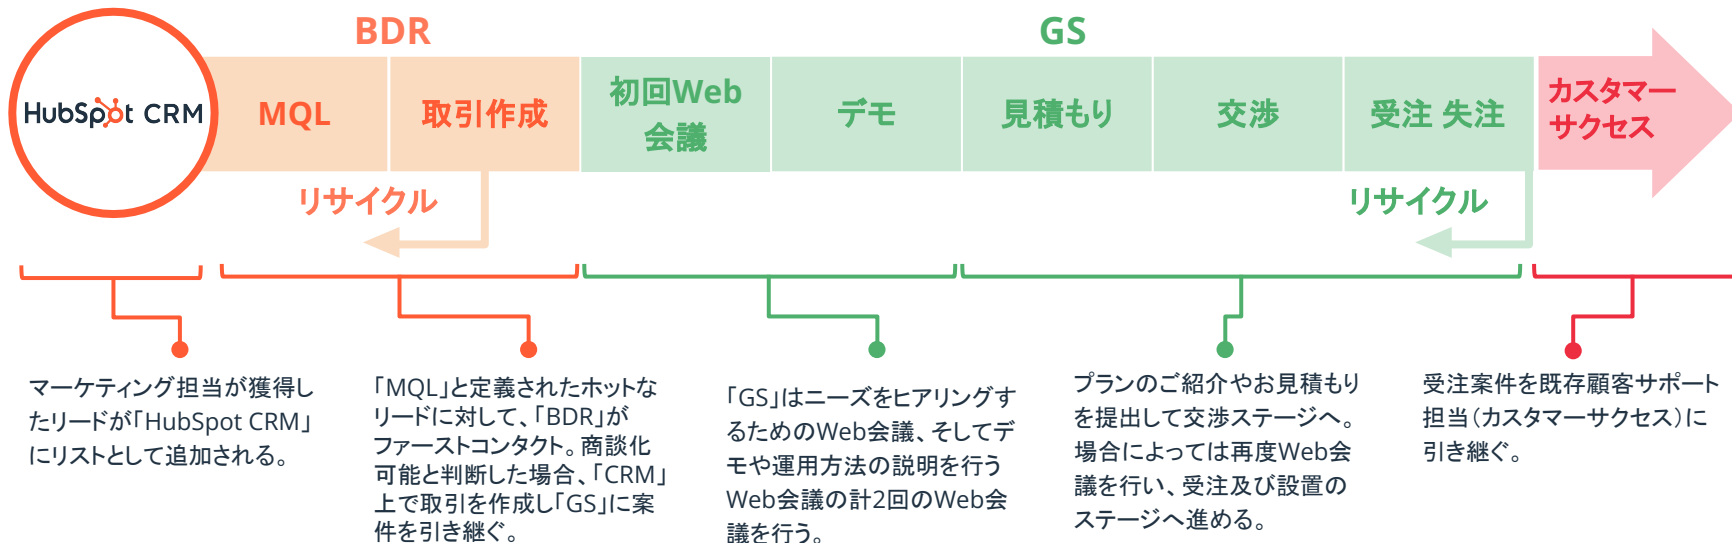 BDR
GS
HubSpot CRM
MQL
取引作成
初回Web
会議
デモ
見積もり
交渉
受注 失注
カスタマー
サクセス
リサイクル
リサイクル
マーケティング担当が獲得し
たリードが「HubSpot CRM」
にリストとして追加される。
「MQL」と定義されたホットな
リードに対して、「BDR」が
ファーストコンタクト。商談化
可能と判断した場合、「CRM」
上で取引を作成し「GS」に案
件を引き継ぐ。
「GS」はニーズをヒアリングす
るためのWeb会議、そしてデ
モや運用方法の説明を行う
Web会議の計2回のWeb会
議を行う。
プランのご紹介やお見積もり
を提出して交渉ステージへ。
場合によっては再度Web会
議を行い、受注及び設置の
ステージへ進める。
受注案件を既存顧客サポート
担当（カスタマーサクセス）に
引き継ぐ。